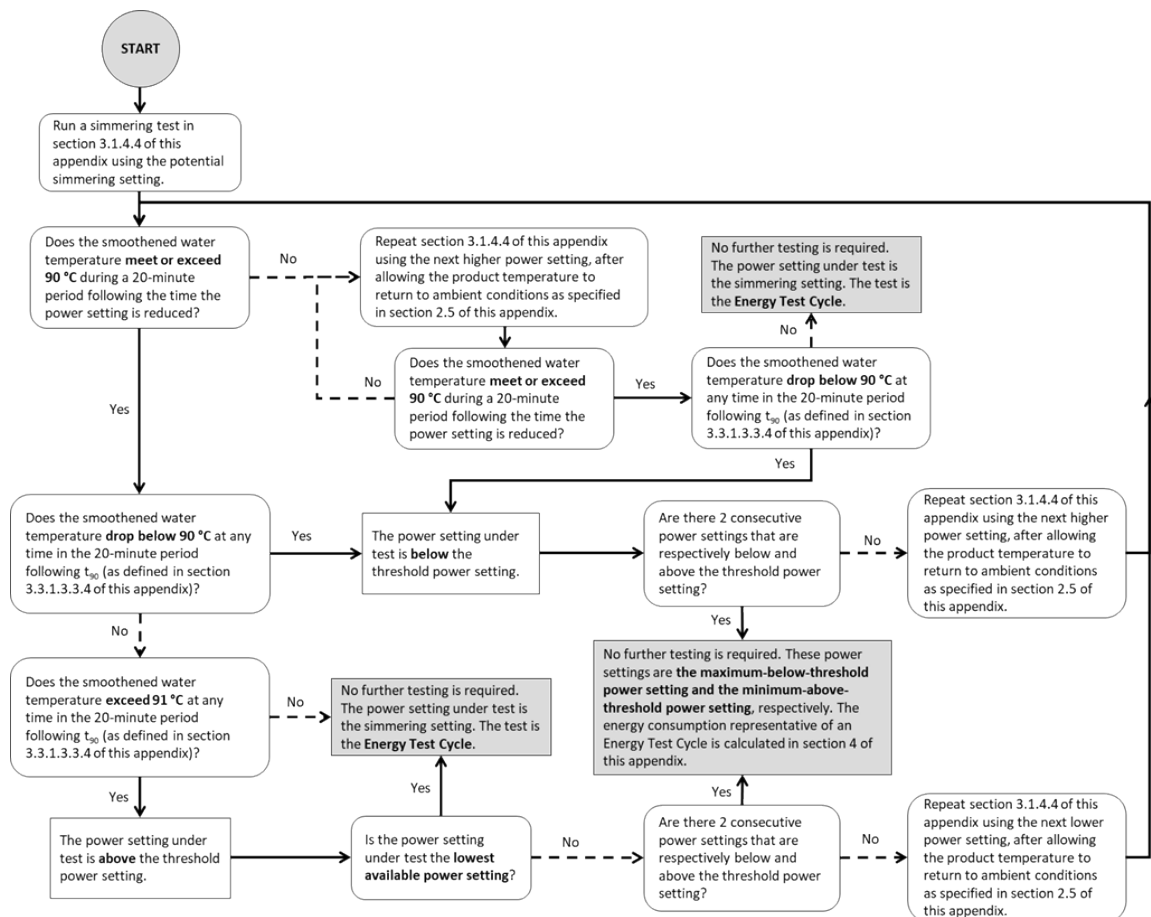 START
Run a simmering test in
section 3.1.4.4 of this
appendix using the potential
simmering setting.
Does the smoothened water
temperature meet or exceed
90 °C during a 20-minute
period following the time the
power setting is reduced?
No
Repeat section 3.1.4.4 of this appendix
using the next higher power setting, after
allowing the product temperature to
return to ambient conditions as specified
in section 2.5 of this appendix.
No further testing is required.
The power setting under test is
the simmering setting. The test is
the Energy Test Cycle.
No
No
Does the smoothened water
temperature meet or exceed
90 °C during a 20-minute
period following the time the
power setting is reduced?
Yes
Does the smoothened water
temperature drop below 90 °C at
any time in the 20-minute period
following t90 (as defined in section
3.3.1.3.3.4 of this appendix)?
Yes
Yes
Does the smoothened water
temperature drop below 90 °C at any
time in the 20-minute period
following t90 (as defined in section
3.3.1.3.3.4 of this appendix)?
Yes
The power setting under
test is below the
threshold power setting.
Are there 2 consecutive
power settings that are
respectively below and
above the threshold power
setting?
No
Repeat section 3.1.4.4 of this
appendix using the next higher
power setting, after allowing
the product temperature to
return to ambient conditions
as specified in section 2.5 of
this appendix.
No
Yes
Does the smoothened water
temperature exceed 91 °C at any
time in the 20-minute period
following t90 (as defined in section
3.3.1.3.3.4 of this appendix)?
No
No further testing is required.
The power setting under test is
the simmering setting. The test is
the Energy Test Cycle.
No further testing is required. These power
settings are the maximum-below-threshold
power setting and the minimum-above-
threshold power setting, respectively. The
energy consumption representative of an
Energy Test Cycle is calculated in section 4 of
this appendix.
Yes
Yes
Yes
The power setting under
test is above the threshold
power setting.
Is the power setting
under test the lowest
available power setting?
No
Are there 2 consecutive
power settings that are
respectively below and
above the threshold power
setting?
No
Repeat section 3.1.4.4 of this
appendix using the next lower
power setting, after allowing
the product temperature to
return to ambient conditions
as specified in section 2.5 of
this appendix.